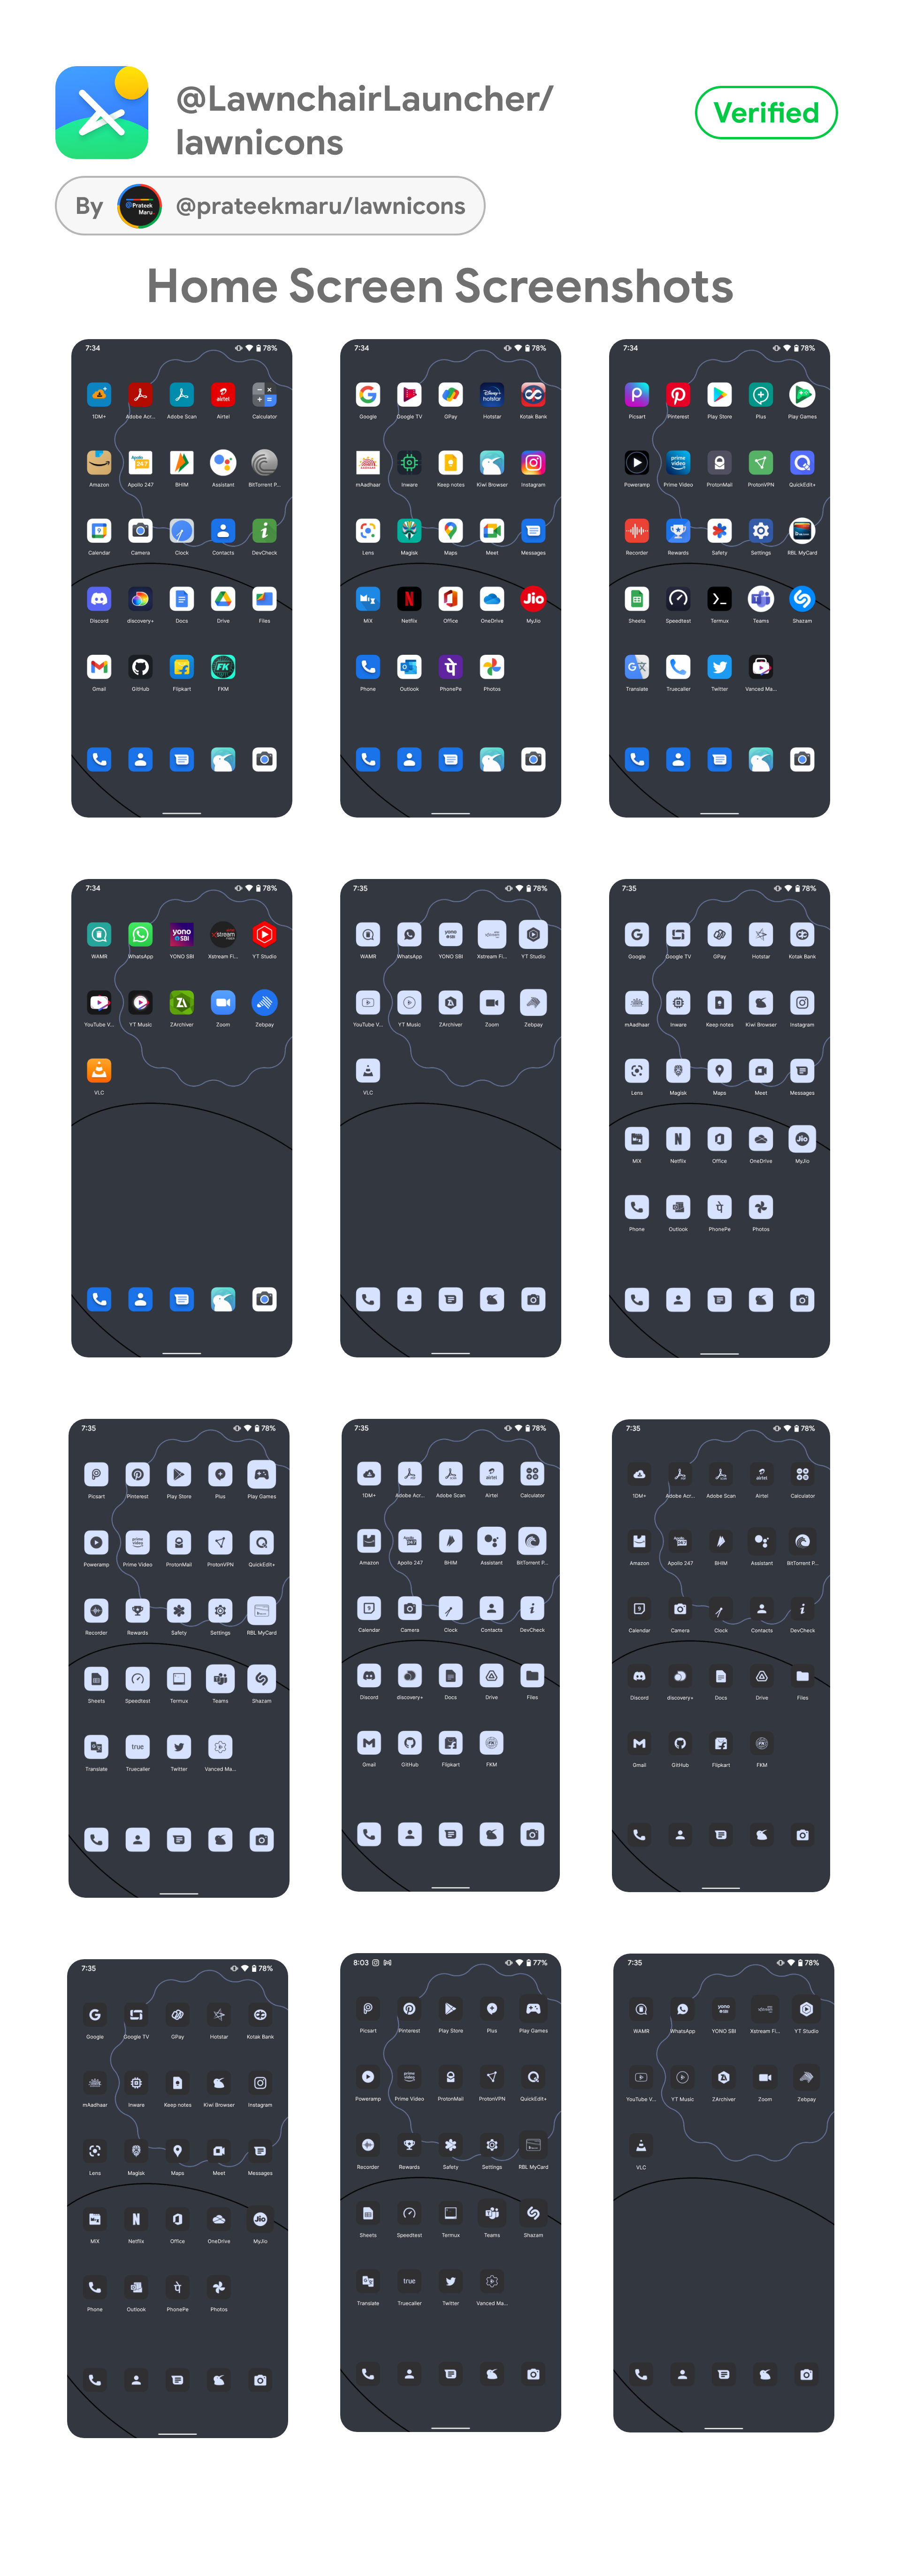 @LawnchairLauncher/
lawnicons
Verified
By Prateek Maru @prateekmaru/lawnicons
Home Screen Screenshots
7:34 78%
1DM+ Adobe Acr... Adobe Scan Airtel Calculator
Amazon Apollo 247 BHIM Assistant BitTorrent P...
Calendar Camera Clock Contacts DevCheck
Discord discovery+ Docs Drive Files
Gmail GitHub Flipkart FKM
7:34 78%
Google Google TV GPay Hotstar Kotak Bank
mAadhaar Inware Keep notes Kiwi Browser Instagram
Lens Magisk Maps Meet Messages
MiX Netflix Office OneDrive MyJio
Phone Outlook PhonePe Photos
7:34 78%
Picsart Pinterest Play Store Plus Play Games
Poweramp Prime Video ProtonMail ProtonVPN QuickEdit+
Recorder Rewards Safety Settings RBL MyCard
Sheets Speedtest Termux Teams Shazam
Translate Truecaller Twitter Vanced Ma...
7:34 78%
WAMR WhatsApp YONO SBI Xstream Fi... YT Studio
YouTube V... YT Music ZArchiver Zoom Zebpay
VLC
7:35 78%
WAMR WhatsApp YONO SBI Xstream Fi... YT Studio
YouTube V... YT Music ZArchiver Zoom Zebpay
VLC
7:35 78%
Google Google TV GPay Hotstar Kotak Bank
mAadhaar Inware Keep notes Kiwi Browser Instagram
Lens Magisk Maps Meet Messages
MiX Netflix Office OneDrive MyJio
Phone Outlook PhonePe Photos
7:35 78%
Picsart Pinterest Play Store Plus Play Games
Poweramp Prime Video ProtonMail ProtonVPN QuickEdit+
Recorder Rewards Safety Settings RBL MyCard
Sheets Speedtest Termux Teams Shazam
Translate Truecaller Twitter Vanced Ma...
7:35 78%
1DM+ Adobe Acr... Adobe Scan Airtel Calculator
Amazon Apollo 247 BHIM Assistant BitTorrent P...
Calendar Camera Clock Contacts DevCheck
Discord discovery+ Docs Drive Files
Gmail GitHub Flipkart FKM
7:35 78%
1DM+ Adobe Acr... Adobe Scan Airtel Calculator
Amazon Apollo 247 BHIM Assistant BitTorrent P...
Calendar Camera Clock Contacts DevCheck
Discord discovery+ Docs Drive Files
Gmail GitHub Flipkart FKM
7:35 78%
Google Google TV GPay Hotstar Kotak Bank
mAadhaar Inware Keep notes Kiwi Browser Instagram
Lens Magisk Maps Meet Messages
MiX Netflix Office OneDrive MyJio
Phone Outlook PhonePe Photos
8:03 77%
Picsart Pinterest Play Store Plus Play Games
Poweramp Prime Video ProtonMail ProtonVPN QuickEdit+
Recorder Rewards Safety Settings RBL MyCard
Sheets Speedtest Termux Teams Shazam
Translate Truecaller Twitter Vanced Ma...
7:35 78%
WAMR WhatsApp YONO SBI Xstream Fi... YT Studio
YouTube V... YT Music ZArchiver Zoom Zebpay
VLC